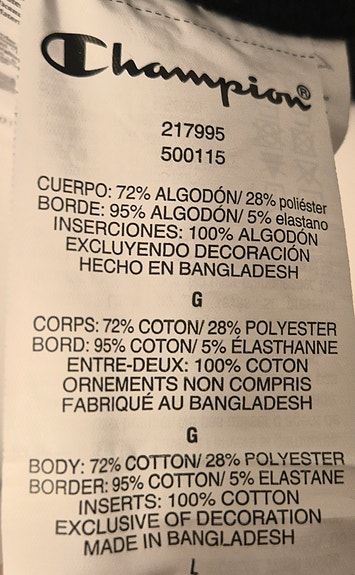 Champion®
217995
500115
CUERPO: 72% ALGODÓN/ 28% poliéster
BORDE: 95% ALGODÓN/ 5% elastano
INSERCIONES: 100% ALGODÓN
EXCLUYENDO DECORACIÓN
HECHO EN BANGLADESH
G
CORPS: 72% COTON/ 28% POLYESTER
BORD: 95% COTON/ 5% ÉLASTHANNE
ENTRE-DEUX: 100% COTON
ORNEMENTS NON COMPRIS
FABRIQUÉ AU BANGLADESH
G
BODY: 72% COTTON/ 28% POLYESTER
BORDER: 95% COTTON/ 5% ELASTANE
INSERTS: 100% COTTON
EXCLUSIVE OF DECORATION
MADE IN BANGLADESH
L